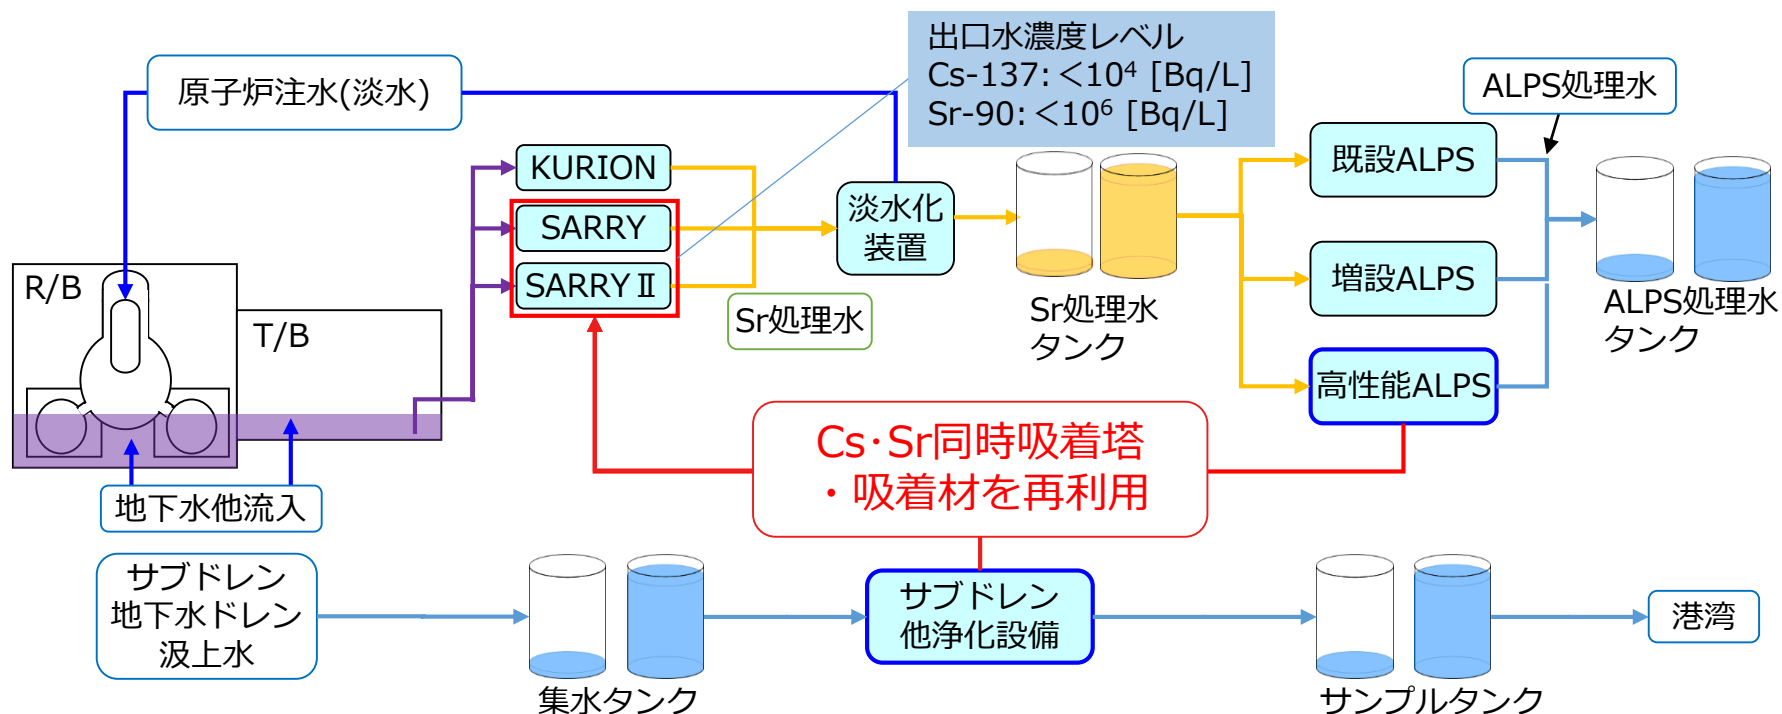 出口水濃度レベル
Cs-137:<10⁴ [Bq/L]
Sr-90:<10⁶ [Bq/L]
原子炉注水(淡水)
ALPS処理水
KURION
SARRY
SARRYⅡ
淡水化
装置
Sr処理水
Sr処理水
タンク
既設ALPS
増設ALPS
高性能ALPS
ALPS処理水
タンク
R/B
T/B
地下水他流入
Cs・Sr同時吸着塔
・吸着材を再利用
サブドレン
地下水ドレン
汲上水
集水タンク
サブドレン
他浄化設備
サンプルタンク
港湾